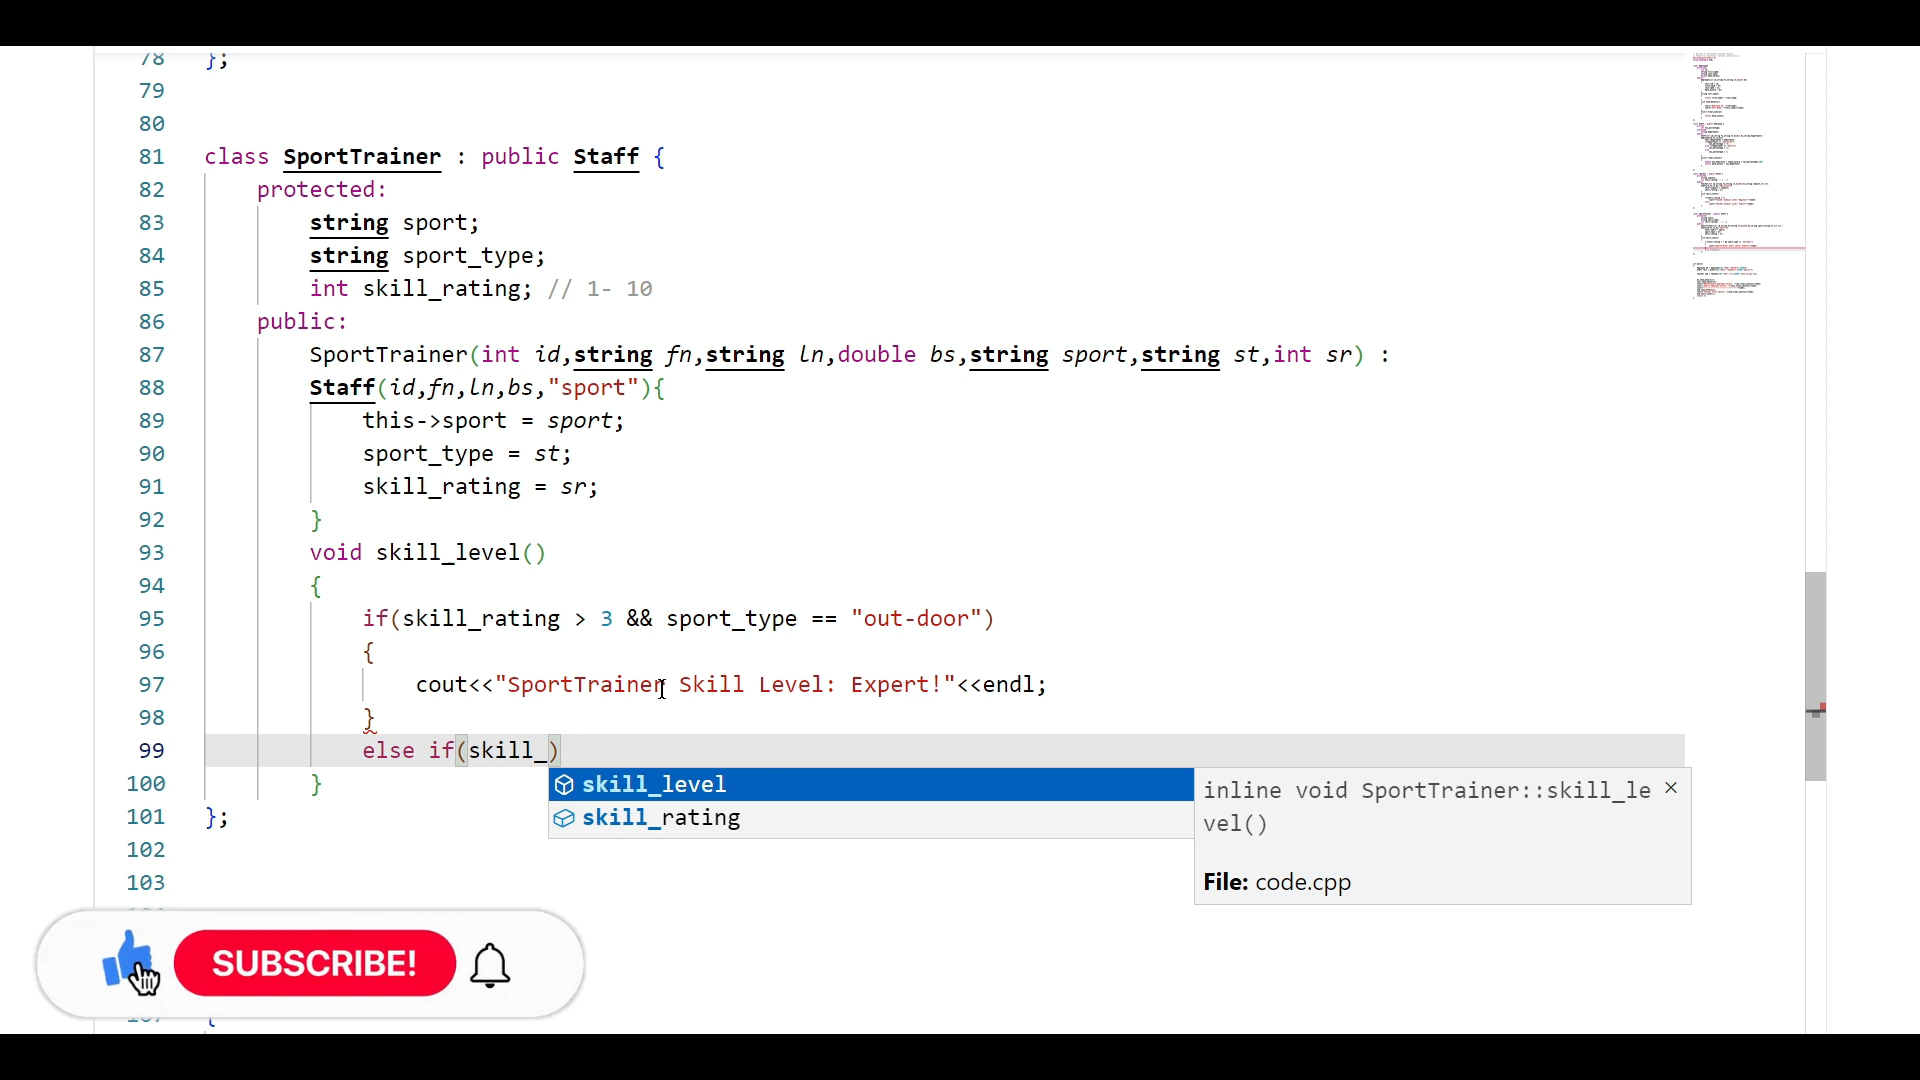 78 };
79
80
81 class SportTrainer : public Staff {
82 protected:
83 string sport;
84 string sport_type;
85 int skill_rating; // 1- 10
86 public:
87 SportTrainer(int id,string fn,string ln,double bs,string sport,string st,int sr) :
88 Staff(id,fn,ln,bs,"sport"){
89 this->sport = sport;
90 sport_type = st;
91 skill_rating = sr;
92 }
93 void skill_level()
94 {
95 if(skill_rating > 3 && sport_type == "out-door")
96 {
97 cout<<"SportTrainer Skill Level: Expert!"<<endl;
98 }
99 else if(skill_)
100 }
101 };
102
103
skill_level
skill_rating
inline void SportTrainer::skill_le
vel()
File: code.cpp
SUBSCRIBE!
{